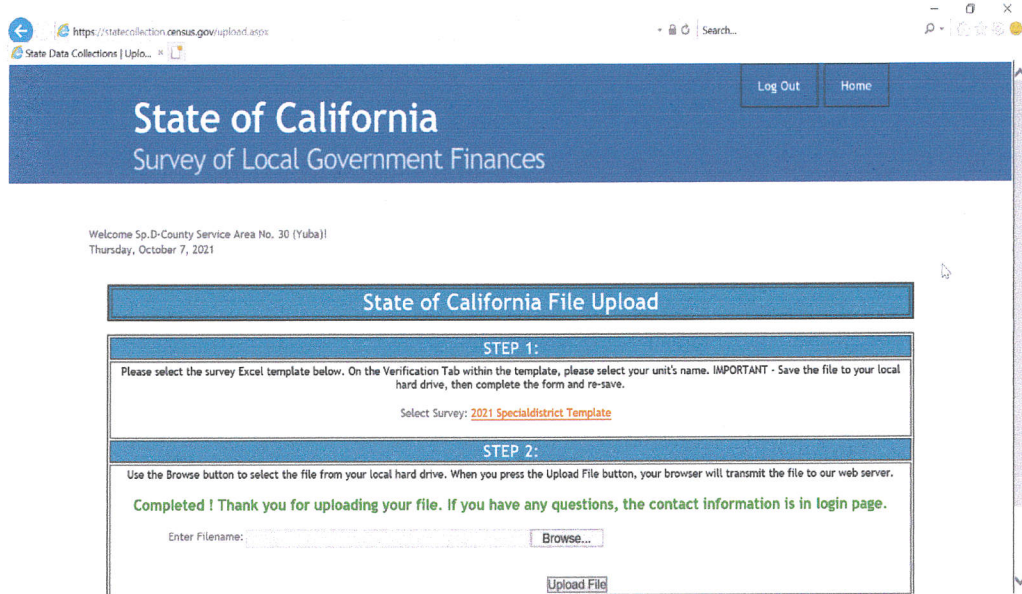 https://statecollection.census.gov/upload.aspx
Search...
State Data Collections | Uplo...
Log Out
Home
State of California
Survey of Local Government Finances
Welcome Sp.D-County Service Area No. 30 (Yuba)!
Thursday, October 7, 2021
State of California File Upload
STEP 1:
Please select the survey Excel template below. On the Verification Tab within the template, please select your unit's name. IMPORTANT - Save the file to your local
hard drive, then complete the form and re-save.
Select Survey: 2021 Specialdistrict Template
STEP 2:
Use the Browse button to select the file from your local hard drive. When you press the Upload File button, your browser will transmit the file to our web server.
Completed ! Thank you for uploading your file. If you have any questions, the contact information is in login page.
Enter Filename:
Browse...
Upload File